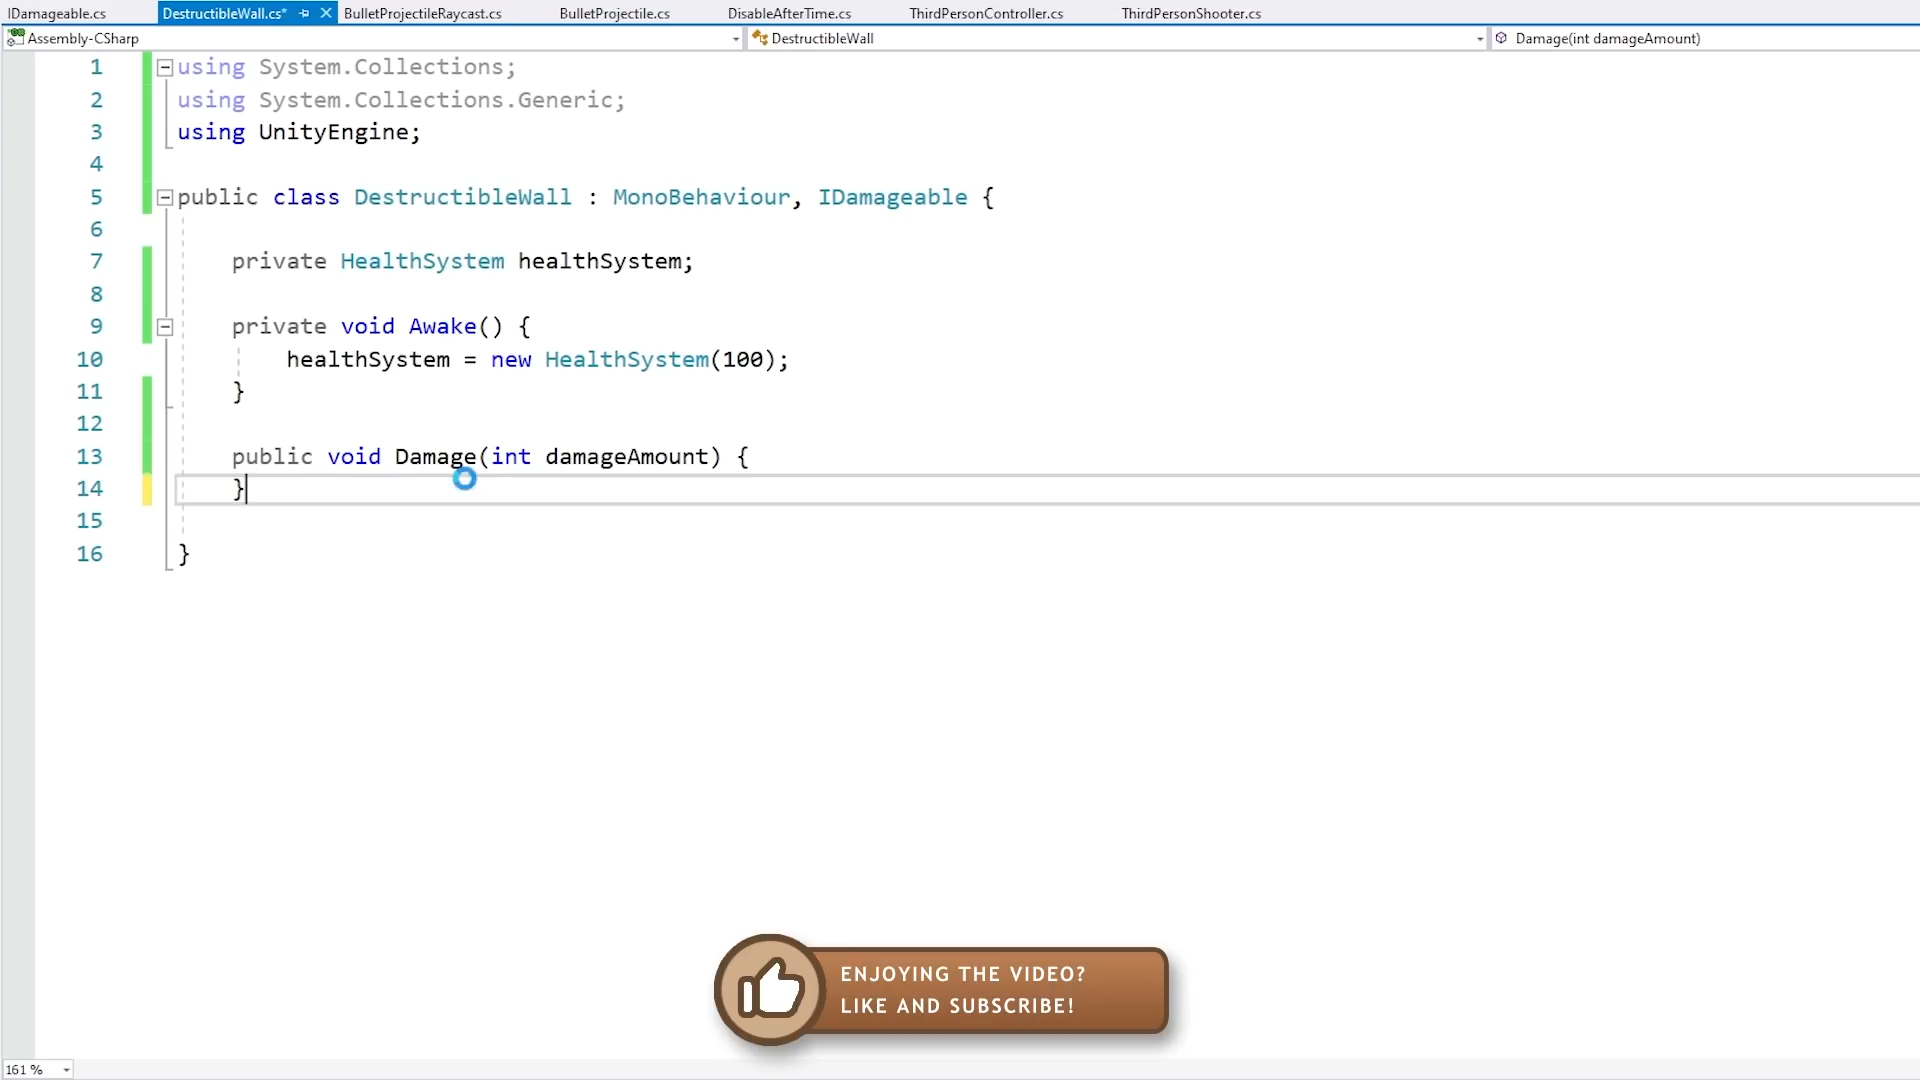 IDamageable.cs DestructibleWall.cs* BulletProjectileRaycast.cs BulletProjectile.cs DisableAfterTime.cs ThirdPersonController.cs ThirdPersonShooter.cs
Assembly-CSharp DestructibleWall Damage(int damageAmount)
1 using System.Collections;
2 using System.Collections.Generic;
3 using UnityEngine;
4
5 public class DestructibleWall : MonoBehaviour, IDamageable {
6
7 private HealthSystem healthSystem;
8
9 private void Awake() {
10 healthSystem = new HealthSystem(100);
11 }
12
13 public void Damage(int damageAmount) {
14 }
15
16 }
ENJOYING THE VIDEO?
LIKE AND SUBSCRIBE!
161 %